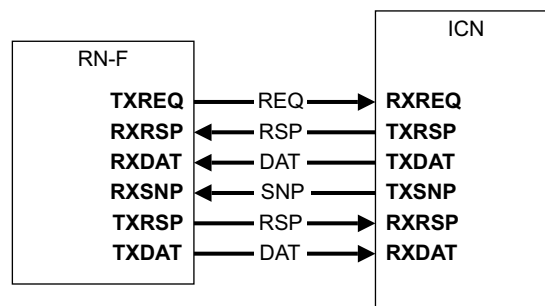 ICN
RN-F
TXREQ REQ RXREQ
RXRSP RSP TXRSP
RXDAT DAT TXDAT
RXSNP SNP TXSNP
TXRSP RSP RXRSP
TXDAT DAT RXDAT